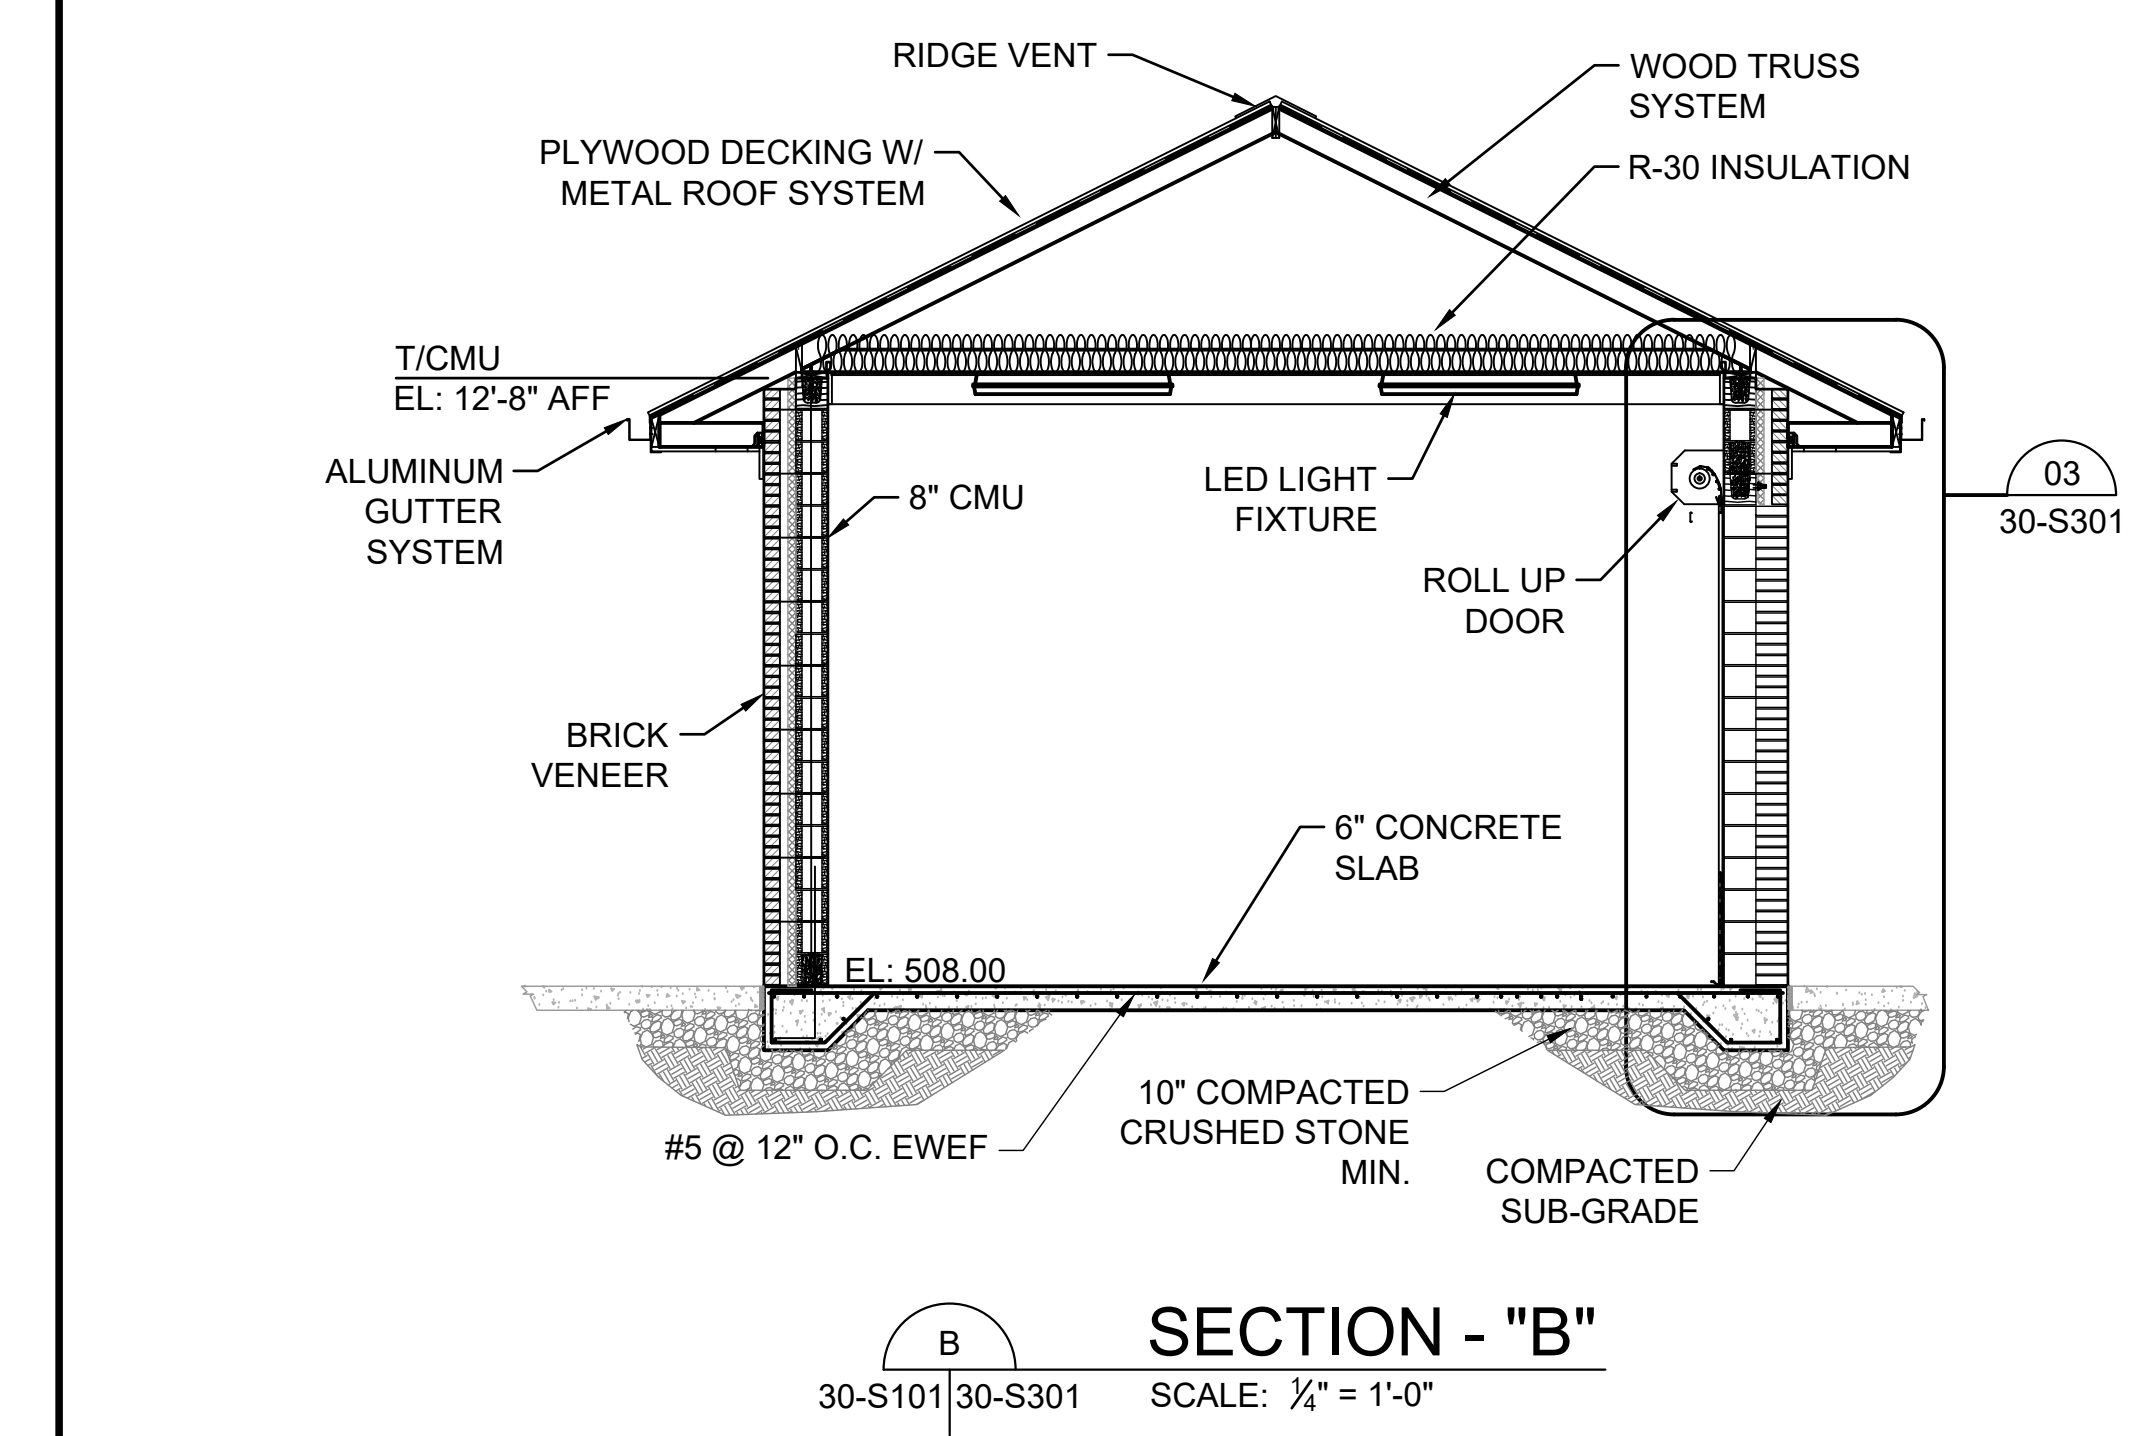 RIDGE VENT
WOOD TRUSS
SYSTEM
PLYWOOD DECKING W/
METAL ROOF SYSTEM
R-30 INSULATION
T/CMU
EL: 12'-8" AFF
ALUMINUM
GUTTER
SYSTEM
8" CMU
LED LIGHT
FIXTURE
03
30-S301
ROLL UP
DOOR
BRICK
VENEER
6" CONCRETE
SLAB
EL: 508.00
10" COMPACTED
CRUSHED STONE
MIN.
#5 @ 12" O.C. EWEF
COMPACTED
SUB-GRADE
B
30-S101 30-S301
SECTION - "B"
SCALE: 1/4" = 1'-0"